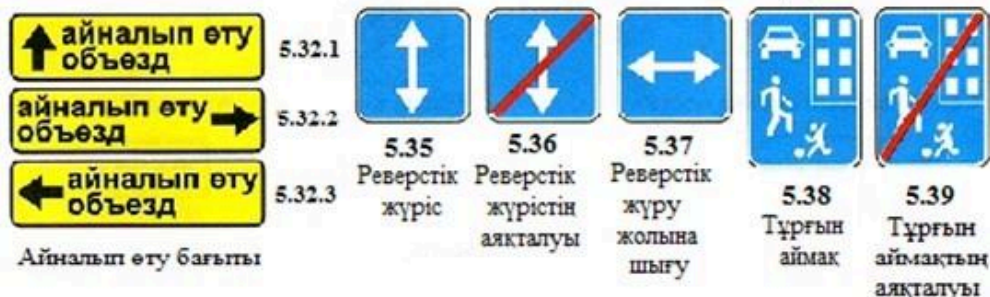 айналып өту
объезд
5.32.1
айналып өту
объезд
5.32.2
айналып өту
объезд
5.32.3
Айналып өту бағыты
5.35
Реверстік
жүріс
5.36
Реверстік
жүрістін
аяқталуы
5.37
Реверстік
жүру
жолына
шығу
5.38
Тұрғын
аймақ
5.39
Тұрғын
аймақтың
аяқталуы